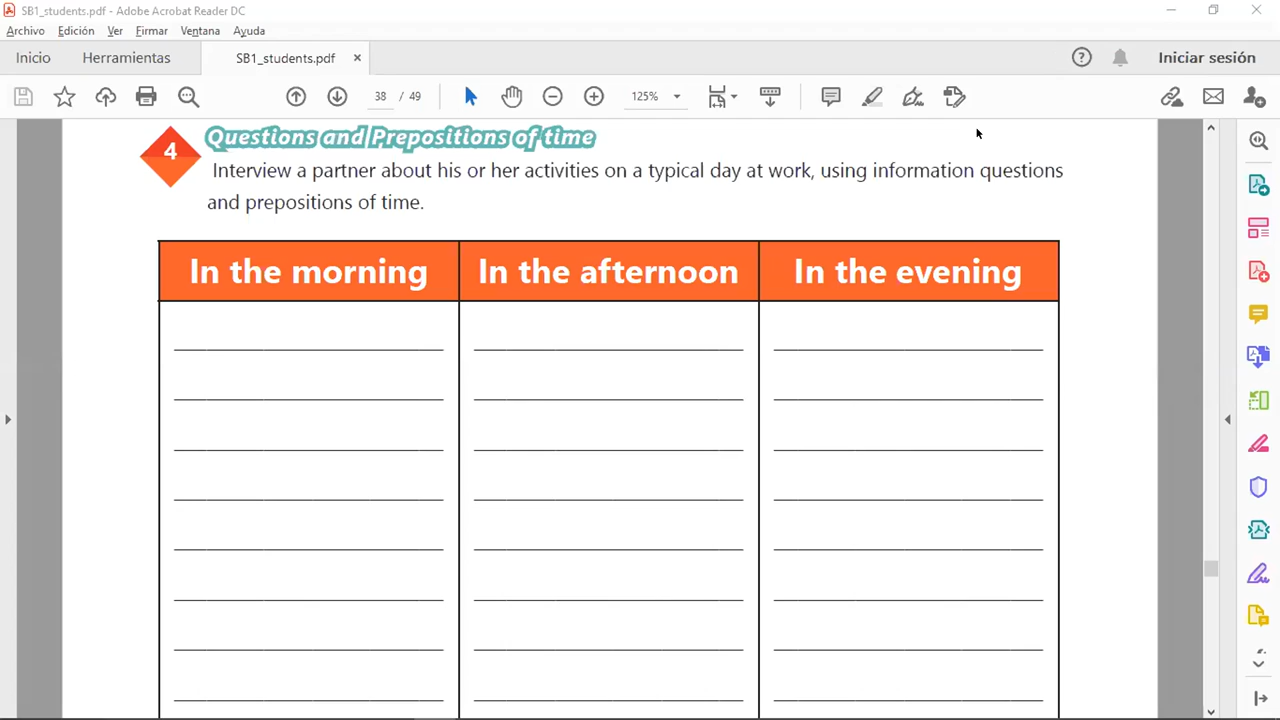 SB1_students.pdf - Adobe Acrobat Reader DC
Archivo Edición Ver Firmar Ventana Ayuda
Inicio Herramientas SB1_students.pdf × Iniciar sesión
38 / 49 125%
4
Questions and Prepositions of time
Interview a partner about his or her activities on a typical day at work, using information questions
and prepositions of time.
In the morning In the afternoon In the evening